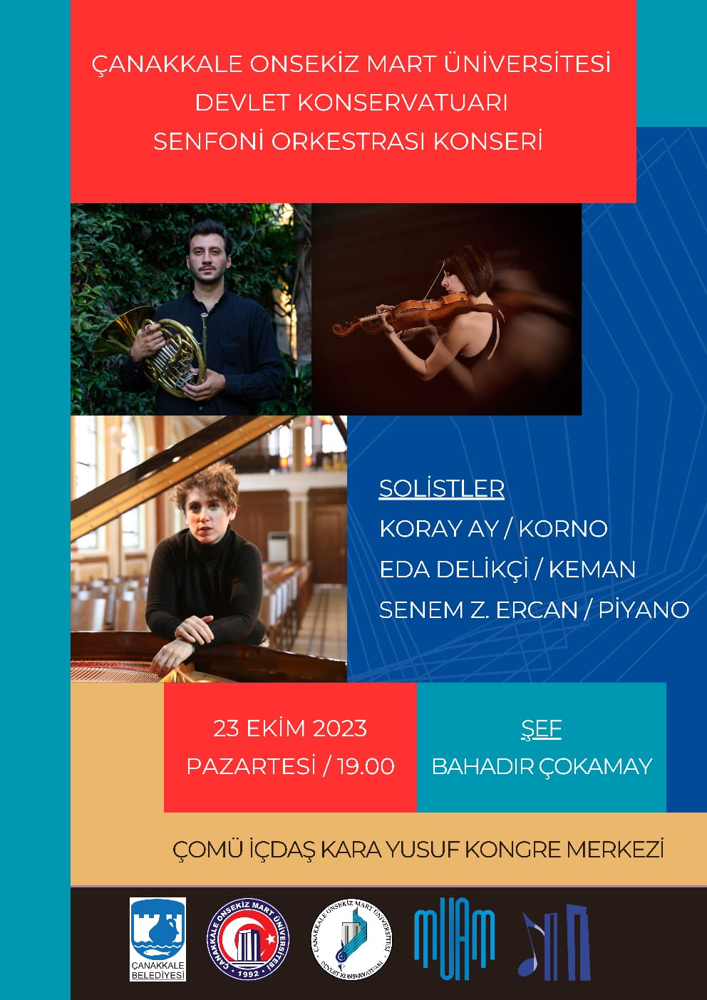 ÇANAKKALE ONSEKİZ MART ÜNİVERSİTESİ
DEVLET KONSERVATUARI
SENFONİ ORKESTRASI KONSERİ
SOLİSTLER
KORAY AY / KORNO
EDA DELİKÇİ / KEMAN
SENEM Z. ERCAN / PİYANO
23 EKİM 2023
PAZARTESİ / 19.00
ŞEF
BAHADIR ÇOKAMAY
ÇOMÜ İÇDAŞ KARA YUSUF KONGRE MERKEZİ
ÇANAKKALE
BELEDİYESİ
ÇANAKKALE ONSEKİZ MART ÜNİVERSİTESİ
• 1992 •
ÇANAKKALE ONSEKİZ MART ÜNİVERSİTESİ
DEVLET KONSERVATUARI
MUAM